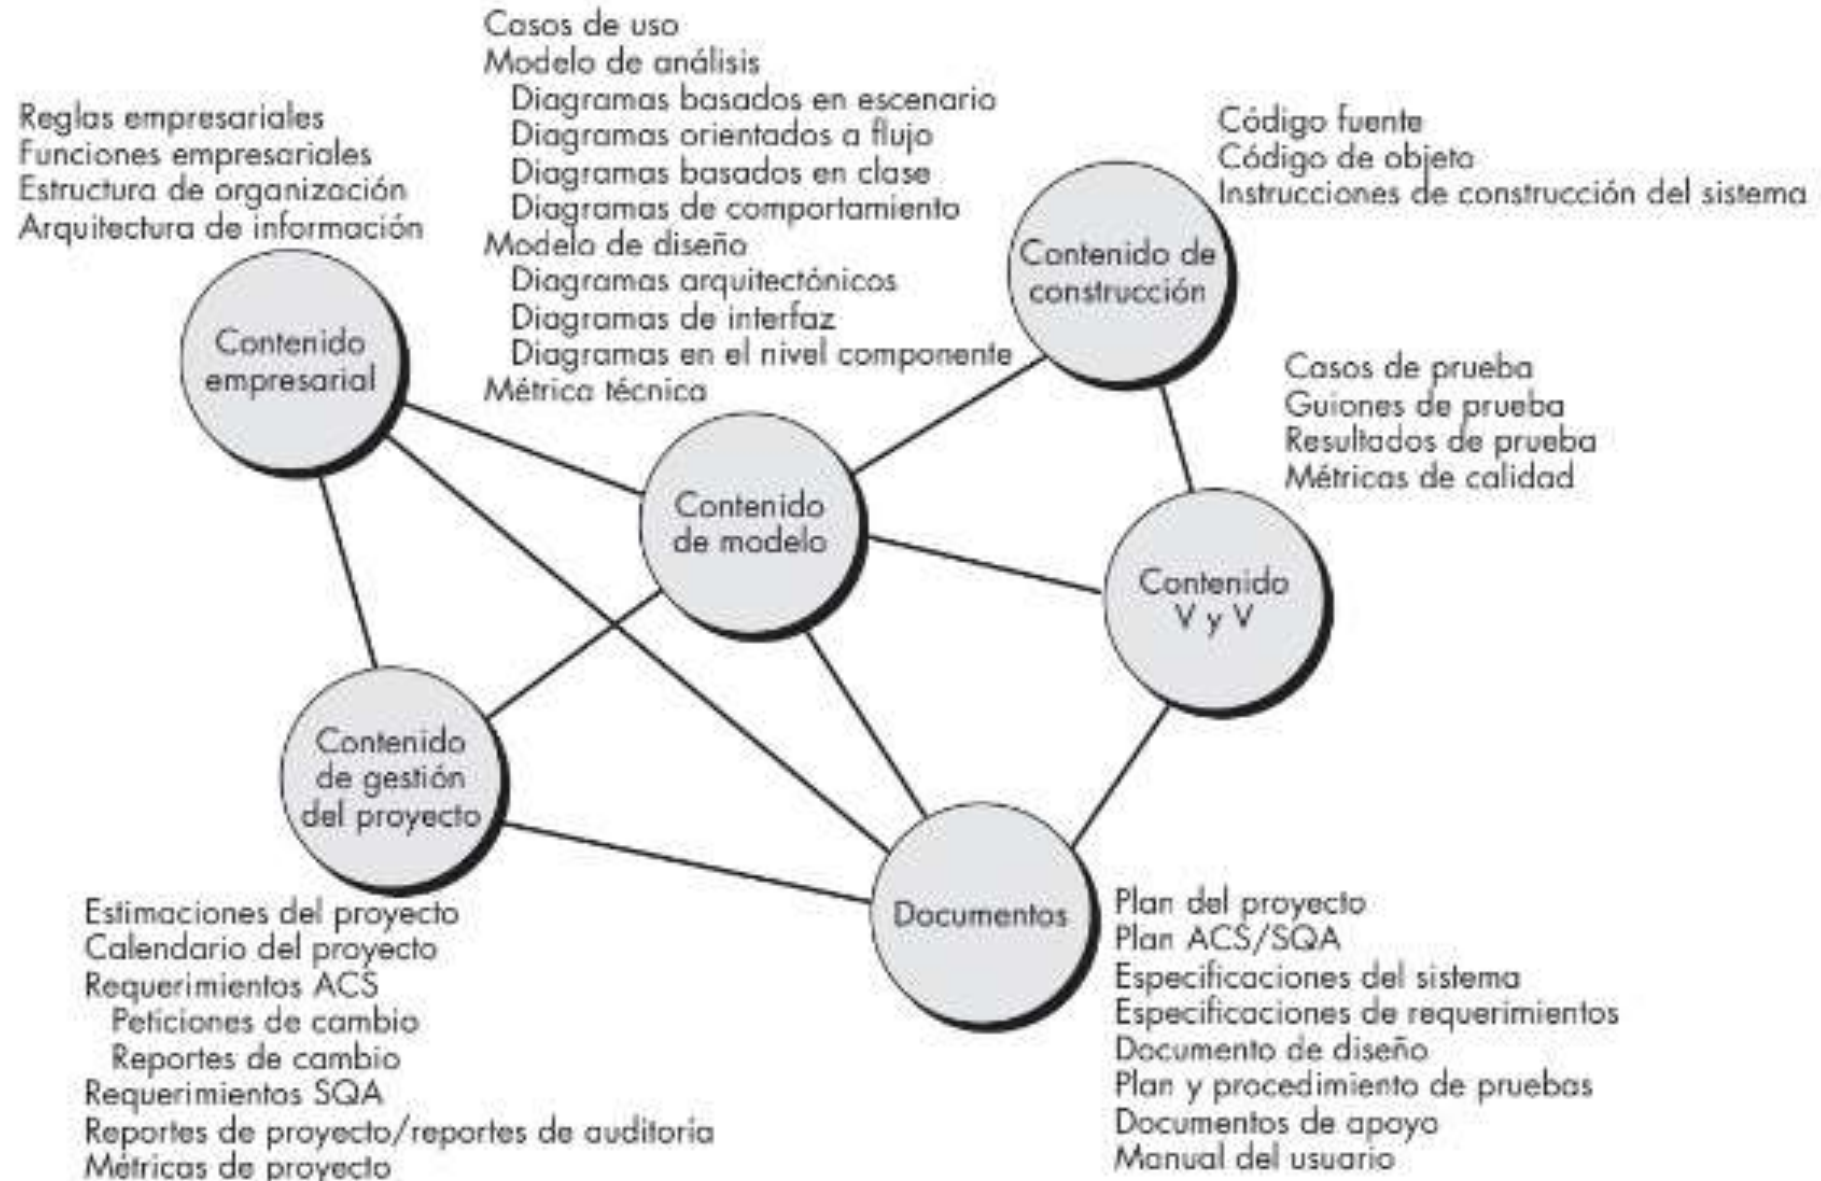 Casos de uso
Modelo de análisis
Diagramas basados en escenario
Diagramas orientados a flujo
Diagramas basados en clase
Diagramas de comportamiento
Modelo de diseño
Diagramas arquitectónicos
Diagramas de interfaz
Diagramas en el nivel componente
Métrica técnica
Reglas empresariales
Funciones empresariales
Estructura de organización
Arquitectura de información
Código fuente
Código de objeto
Instrucciones de construcción del sistema
Contenido de
construcción
Contenido
empresarial
Casos de prueba
Guiones de prueba
Resultados de prueba
Métricas de calidad
Contenido
de modelo
Contenido
V y V
Contenido
de gestión
del proyecto
Documentos
Estimaciones del proyecto
Calendario del proyecto
Requerimientos ACS
Peticiones de cambio
Reportes de cambio
Requerimientos SQA
Reportes de proyecto/reportes de auditoría
Métricas de proyecto
Plan del proyecto
Plan ACS/SQA
Especificaciones del sistema
Especificaciones de requerimientos
Documento de diseño
Plan y procedimiento de pruebas
Documentos de apoyo
Manual del usuario